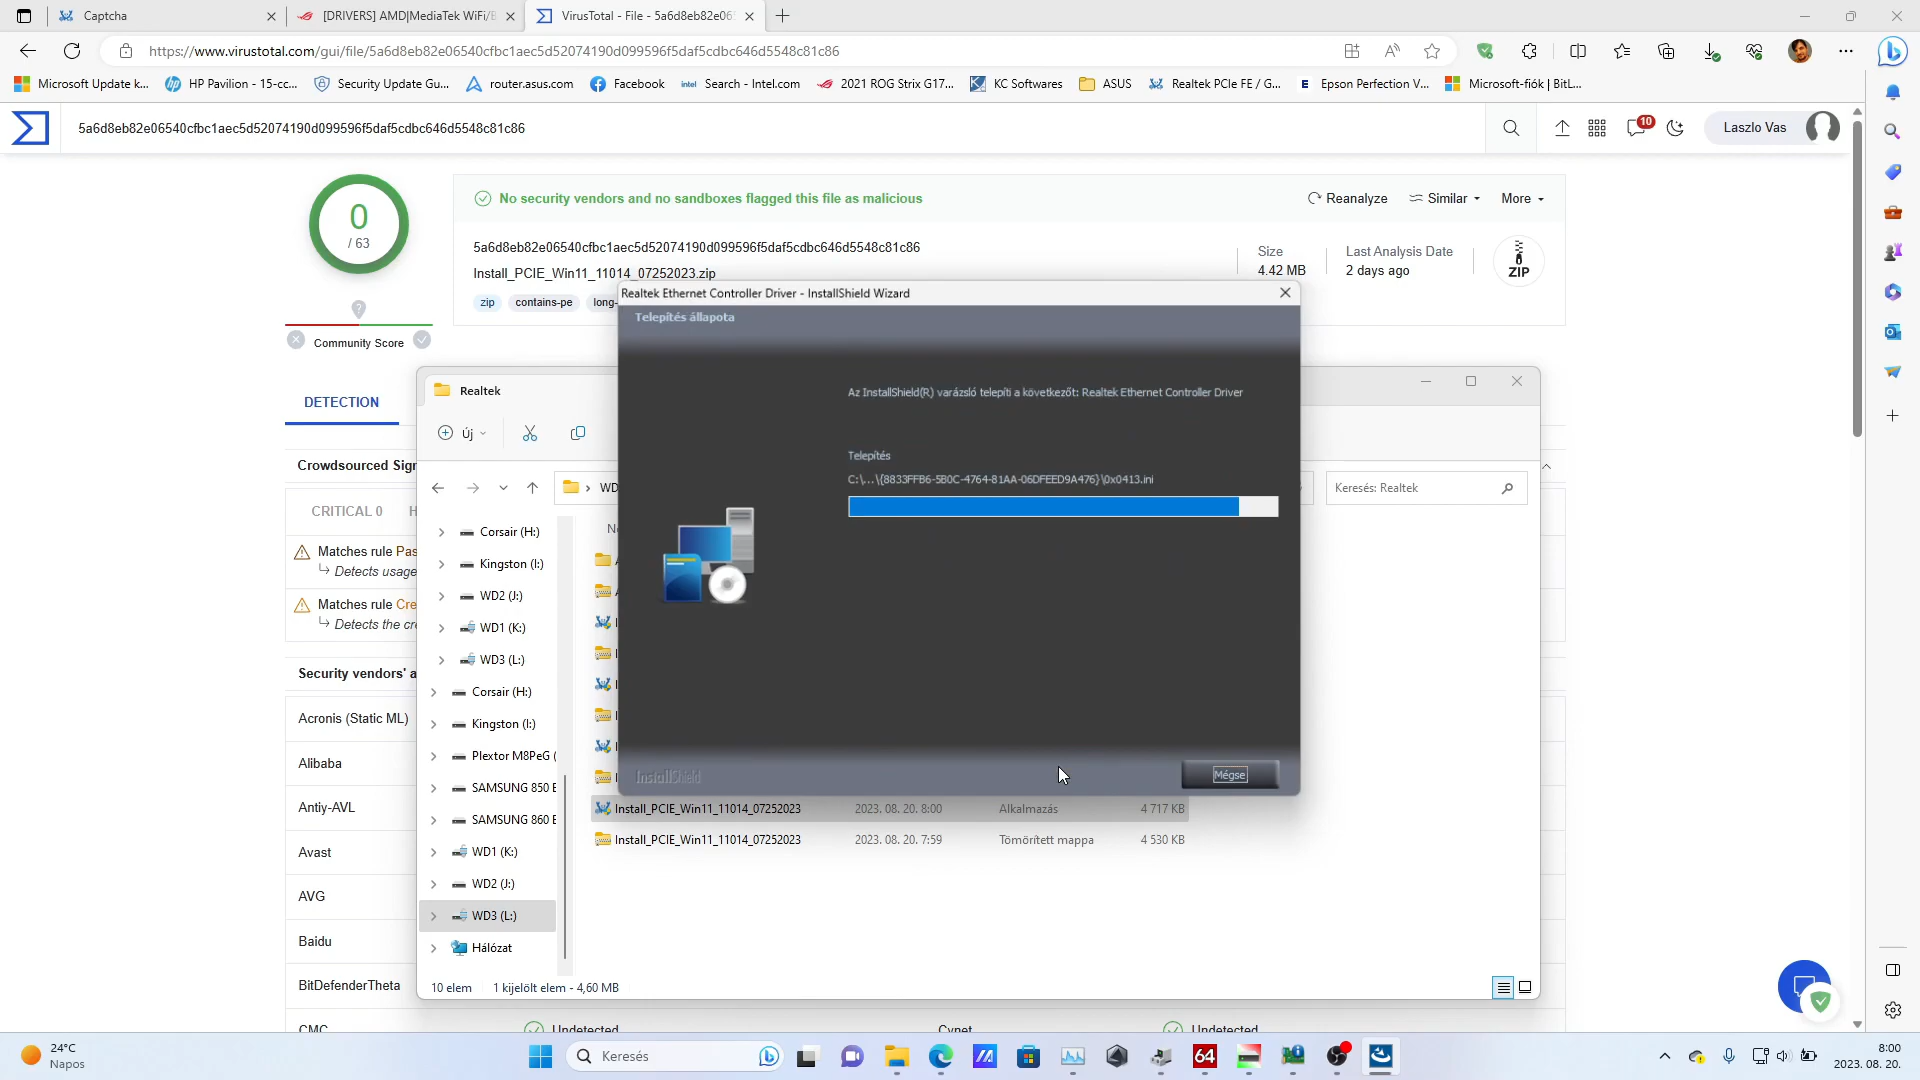 Captcha
[DRIVERS] AMD|MediaTek WiFi/B
VirusTotal - File - 5a6d8eb82e06
https://www.virustotal.com/gui/file/5a6d8eb82e06540cfbc1aec5d52074190d099596f5daf5cdbc646d5548c81c86
Microsoft Update k...
HP Pavilion - 15-cc...
Security Update Gu...
router.asus.com
Facebook
Search - Intel.com
2021 ROG Strix G17...
KC Softwares
ASUS
Realtek PCIe FE / G...
Epson Perfection V...
Microsoft-fiók | BitL...
5a6d8eb82e06540cfbc1aec5d52074190d099596f5daf5cdbc646d5548c81c86
10
Laszlo Vas
0
/ 63
No security vendors and no sandboxes flagged this file as malicious
Reanalyze
Similar
More
5a6d8eb82e06540cfbc1aec5d52074190d099596f5daf5cdbc646d5548c81c86
Install_PCIE_Win11_11014_07252023.zip
Size
4.42 MB
Last Analysis Date
2 days ago
ZIP
zip
contains-pe
long-
Community Score
Realtek Ethernet Controller Driver - InstallShield Wizard
Telepítés állapota
Az InstallShield(R) varázsló telepíti a következőt: Realtek Ethernet Controller Driver
Telepítés
C:\...\{8833FFB6-5B0C-4764-81AA-06DFEED9A476}\0x0413.ini
InstallShield
Mégse
DETECTION
Crowdsourced Sig
CRITICAL 0
Matches rule Pas
Detects usage
Matches rule Cre
Detects the cr
Security vendors' a
Acronis (Static ML)
Alibaba
Antiy-AVL
Avast
AVG
Baidu
BitDefenderTheta
CMC
Undetected
Cynet
Undetected
Realtek
Új
WD
Keresés: Realtek
Corsair (H:)
Kingston (I:)
WD2 (J:)
WD1 (K:)
WD3 (L:)
Corsair (H:)
Kingston (I:)
Plextor M8PeG (
SAMSUNG 850 E
SAMSUNG 860 E
WD1 (K:)
WD2 (J:)
WD3 (L:)
Hálózat
Install_PCIE_Win11_11014_07252023
2023. 08. 20. 8:00
Alkalmazás
4 717 KB
Install_PCIE_Win11_11014_07252023
2023. 08. 20. 7:59
Tömörített mappa
4 530 KB
10 elem
1 kijelölt elem - 4,60 MB
24°C
Napos
Keresés
64
8:00
2023. 08. 20.